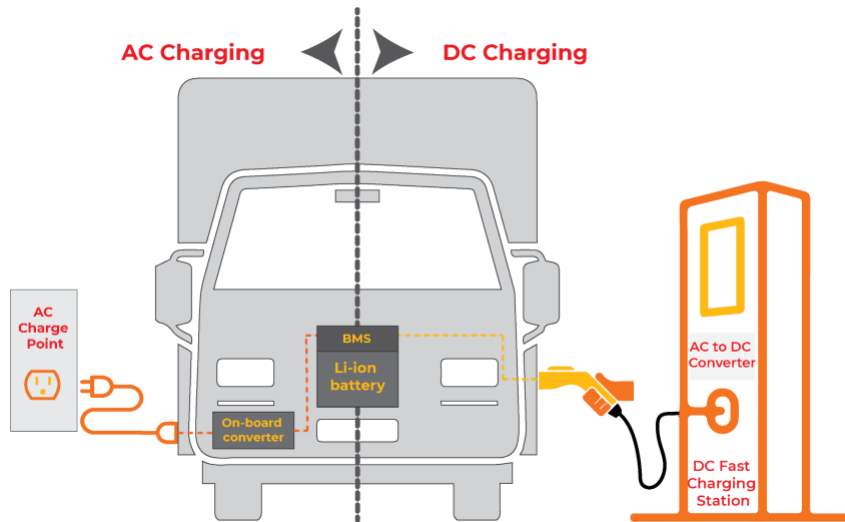 AC Charging
DC Charging
AC
Charge
Point
BMS
Li-ion
battery
On-board
converter
AC to DC
Converter
DC Fast
Charging
Station